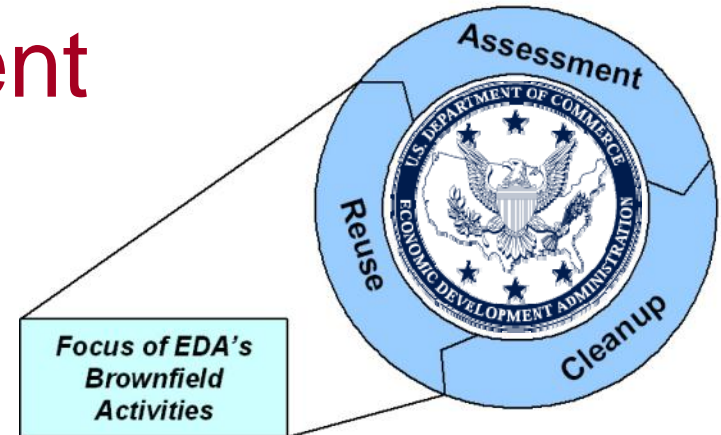 ent
Assessment
Reuse
Cleanup
U.S. DEPARTMENT OF COMMERCE
ECONOMIC DEVELOPMENT ADMINISTRATION
Focus of EDA's
Brownfield
Activities